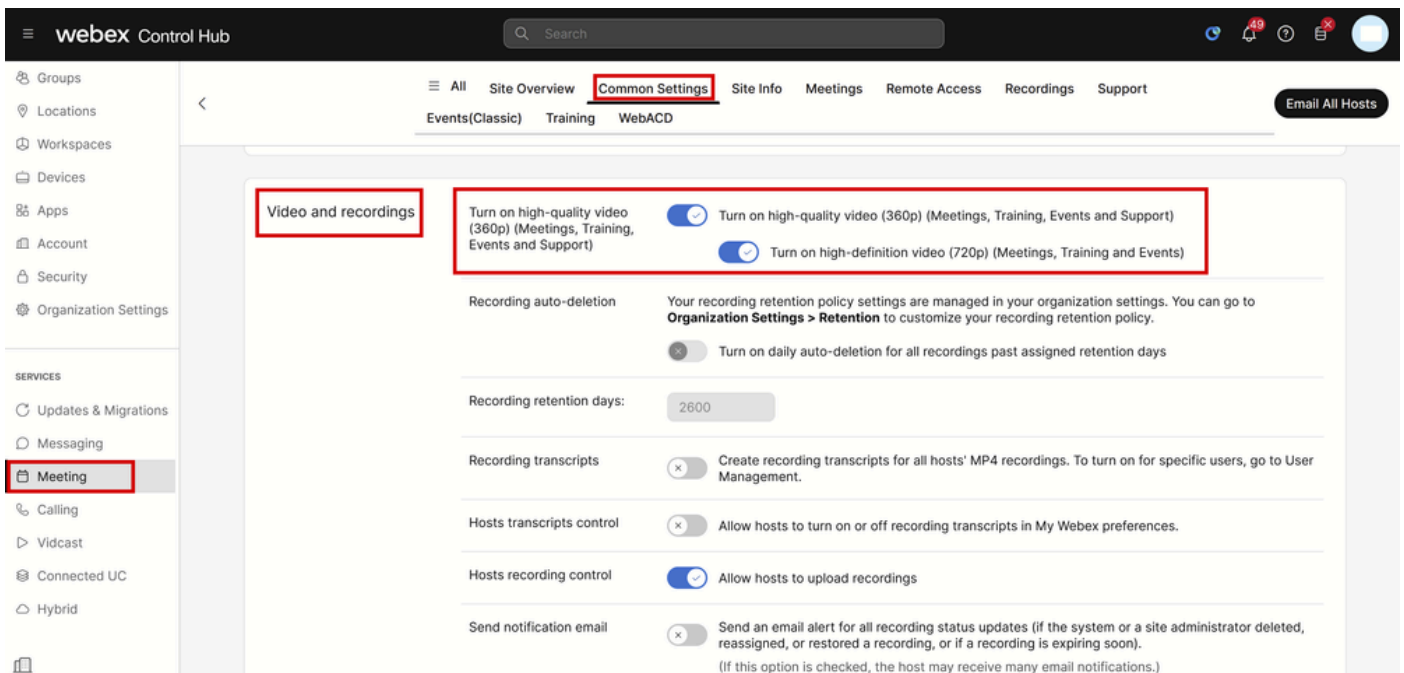 webex Control Hub
Search
49
Groups
Locations
Workspaces
Devices
Apps
Account
Security
Organization Settings
SERVICES
Updates & Migrations
Messaging
Meeting
Calling
Vidcast
Connected UC
Hybrid
All Site Overview Common Settings Site Info Meetings Remote Access Recordings Support
Events(Classic) Training WebACD
Email All Hosts
Video and recordings
Turn on high-quality video
(360p) (Meetings, Training,
Events and Support)
Turn on high-quality video (360p) (Meetings, Training, Events and Support)
Turn on high-definition video (720p) (Meetings, Training and Events)
Recording auto-deletion
Your recording retention policy settings are managed in your organization settings. You can go to
Organization Settings > Retention to customize your recording retention policy.
Turn on daily auto-deletion for all recordings past assigned retention days
Recording retention days:
2600
Recording transcripts
Create recording transcripts for all hosts' MP4 recordings. To turn on for specific users, go to User
Management.
Hosts transcripts control
Allow hosts to turn on or off recording transcripts in My Webex preferences.
Hosts recording control
Allow hosts to upload recordings
Send notification email
Send an email alert for all recording status updates (if the system or a site administrator deleted,
reassigned, or restored a recording, or if a recording is expiring soon).
(If this option is checked, the host may receive many email notifications.)